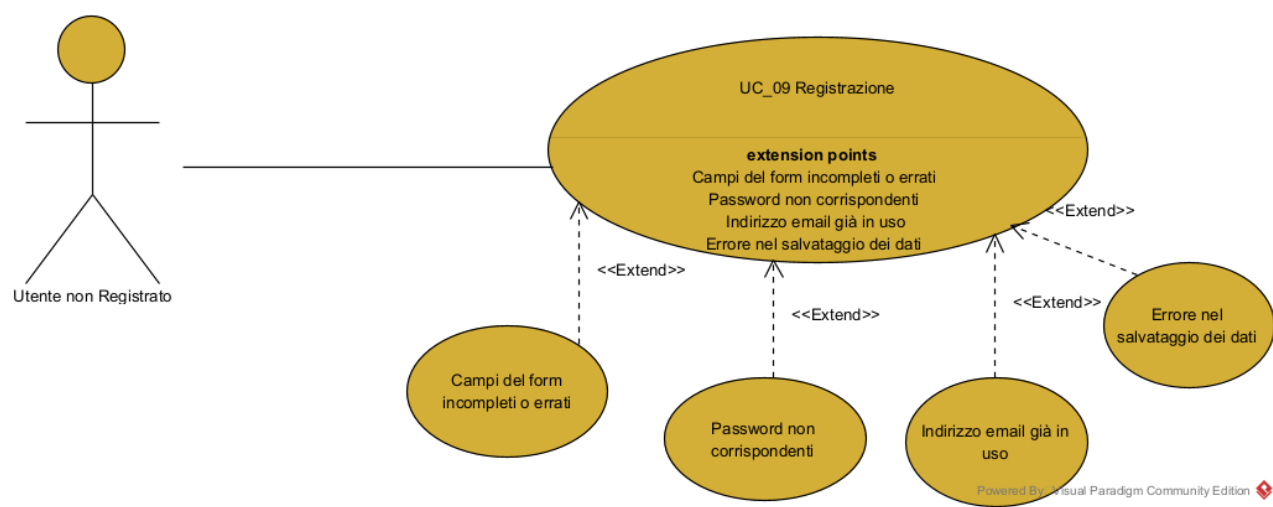 UC_09 Registrazione
extension points
Campi del form incompleti o errati
Password non corrispondenti
Indirizzo email già in uso
Errore nel salvataggio dei dati
<<Extend>>
<<Extend>>
<<Extend>>
<<Extend>>
Utente non Registrato
Errore nel
salvataggio dei dati
Campi del form
incompleti o errati
Password non
corrispondenti
Indirizzo email già in
uso
Powered By Visual Paradigm Community Edition